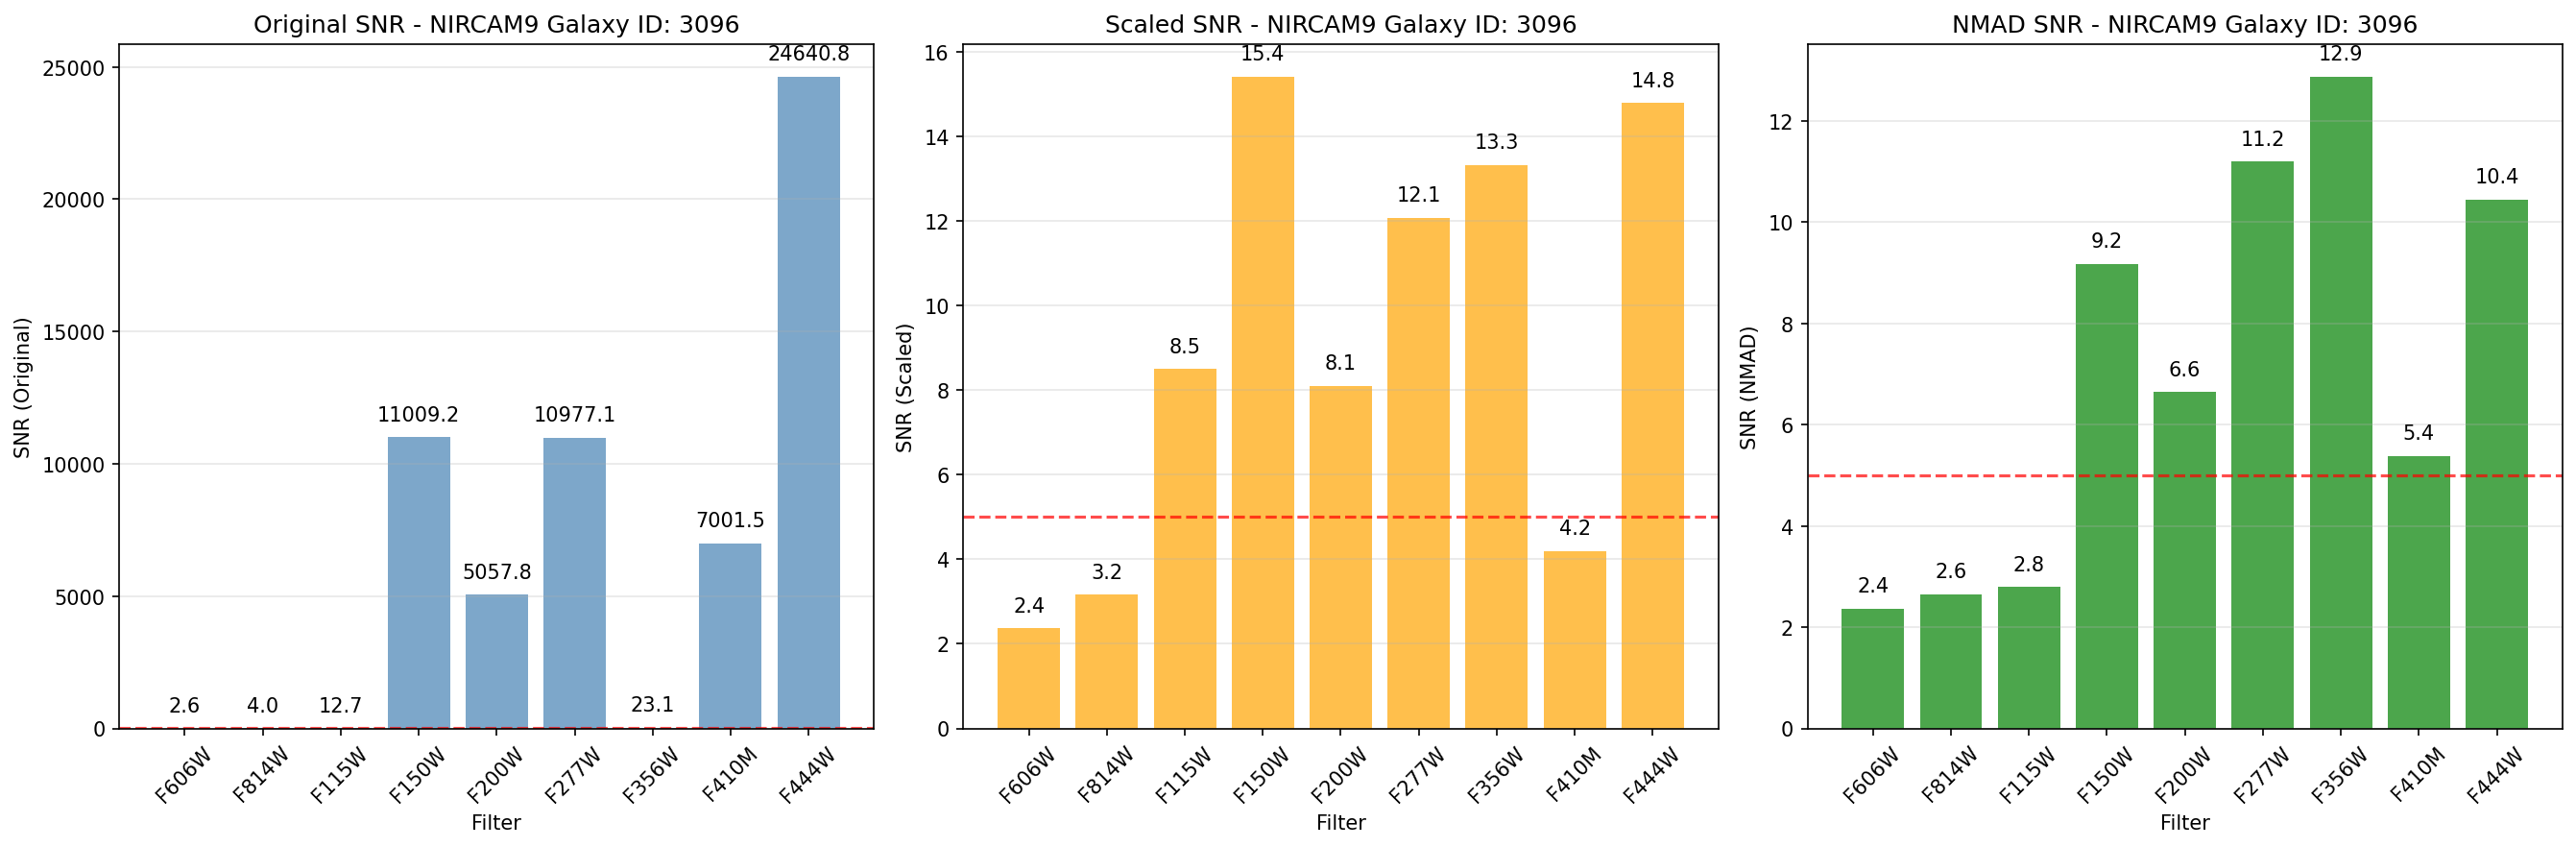 Original SNR - NIRCAM9 Galaxy ID: 3096
SNR (Original)
25000
20000
15000
10000
5000
0
2.6
4.0
12.7
11009.2
5057.8
10977.1
23.1
7001.5
24640.8
F606W
F814W
F115W
F150W
F200W
F277W
F356W
F410M
F444W
Filter
Scaled SNR - NIRCAM9 Galaxy ID: 3096
SNR (Scaled)
16
14
12
10
8
6
4
2
0
2.4
3.2
8.5
15.4
8.1
12.1
13.3
4.2
14.8
F606W
F814W
F115W
F150W
F200W
F277W
F356W
F410M
F444W
Filter
NMAD SNR - NIRCAM9 Galaxy ID: 3096
SNR (NMAD)
12
10
8
6
4
2
0
2.4
2.6
2.8
9.2
6.6
11.2
12.9
5.4
10.4
F606W
F814W
F115W
F150W
F200W
F277W
F356W
F410M
F444W
Filter